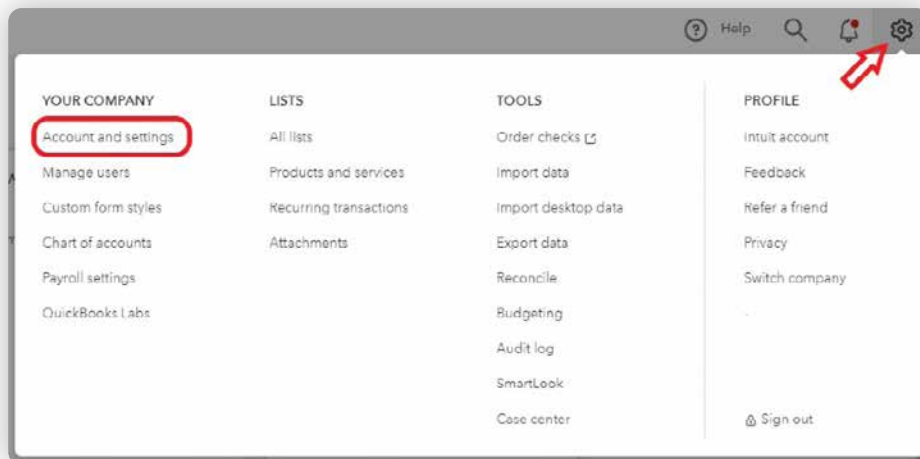 Help
YOUR COMPANY
Account and settings
Manage users
Custom form styles
Chart of accounts
Payroll settings
QuickBooks Labs
LISTS
All lists
Products and services
Recurring transactions
Attachments
TOOLS
Order checks
Import data
Import desktop data
Export data
Reconcile
Budgeting
Audit log
SmartLook
Case center
PROFILE
Intuit account
Feedback
Refer a friend
Privacy
Switch company
Sign out